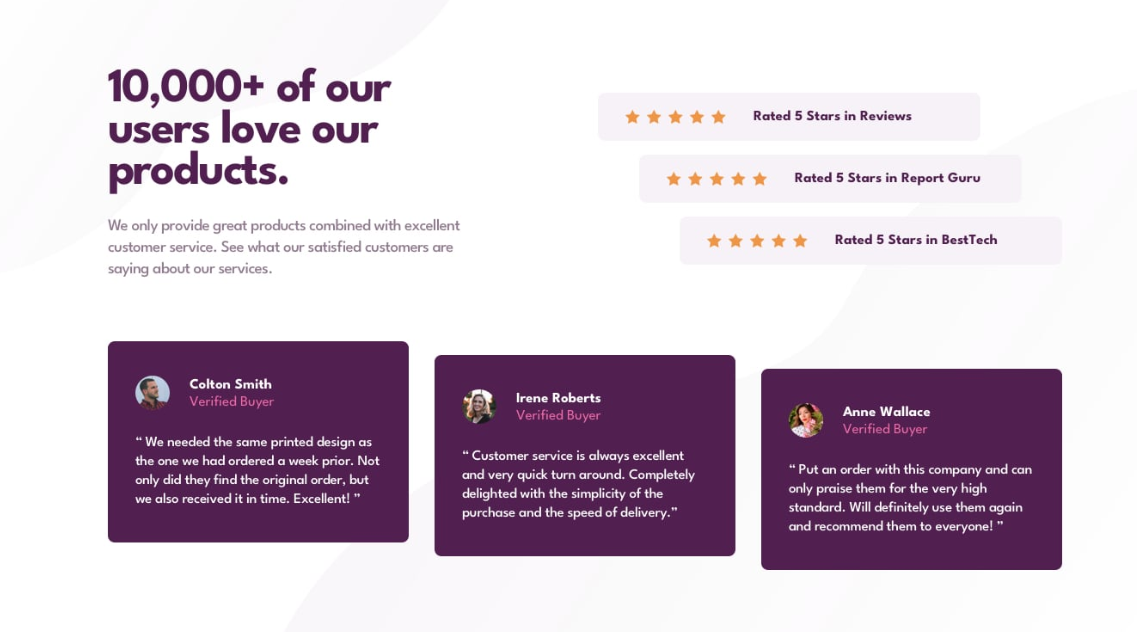 10,000+ of our
users love our
products.
We only provide great products combined with excellent
customer service. See what our satisfied customers are
saying about our services.
Rated 5 Stars in Reviews
Rated 5 Stars in Report Guru
Rated 5 Stars in BestTech
Colton Smith
Verified Buyer
“ We needed the same printed design as
the one we had ordered a week prior. Not
only did they find the original order, but
we also received it in time. Excellent! ”
Irene Roberts
Verified Buyer
“ Customer service is always excellent
and very quick turn around. Completely
delighted with the simplicity of the
purchase and the speed of delivery.”
Anne Wallace
Verified Buyer
“ Put an order with this company and can
only praise them for the very high
standard. Will definitely use them again
and recommend them to everyone! ”